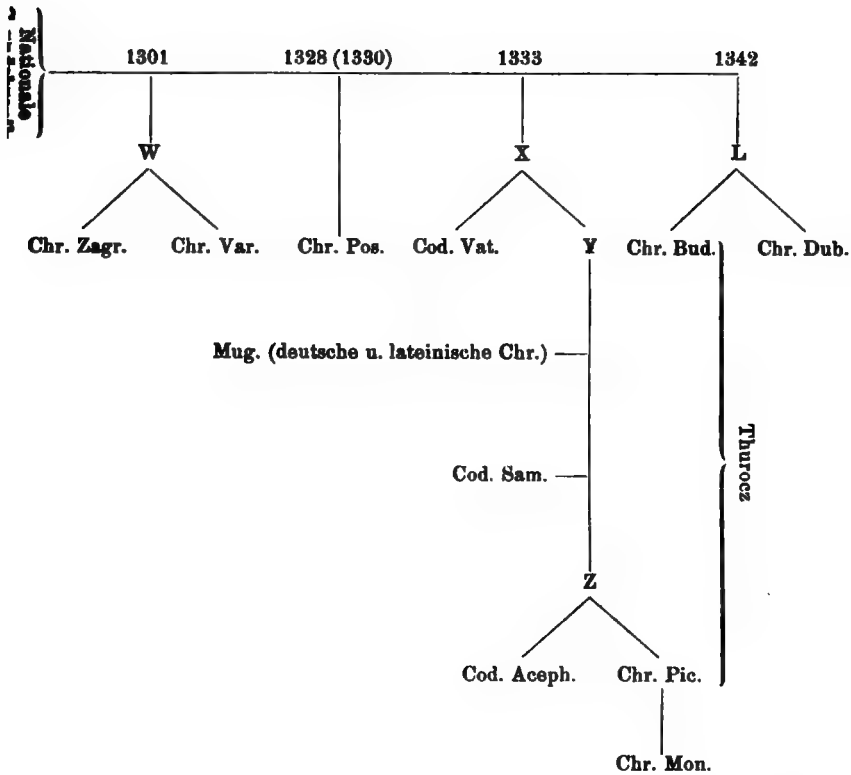 Nationale
1301 1328 (1330) 1333 1342
W X L
Chr. Zagr. Chr. Var. Chr. Pos. Cod. Vat. Y Chr. Bud. Chr. Dub.
Mug. (deutsche u. lateinische Chr.)
Thurocz
Cod. Sam.
Z
Cod. Aceph. Chr. Pic.
Chr. Mon.